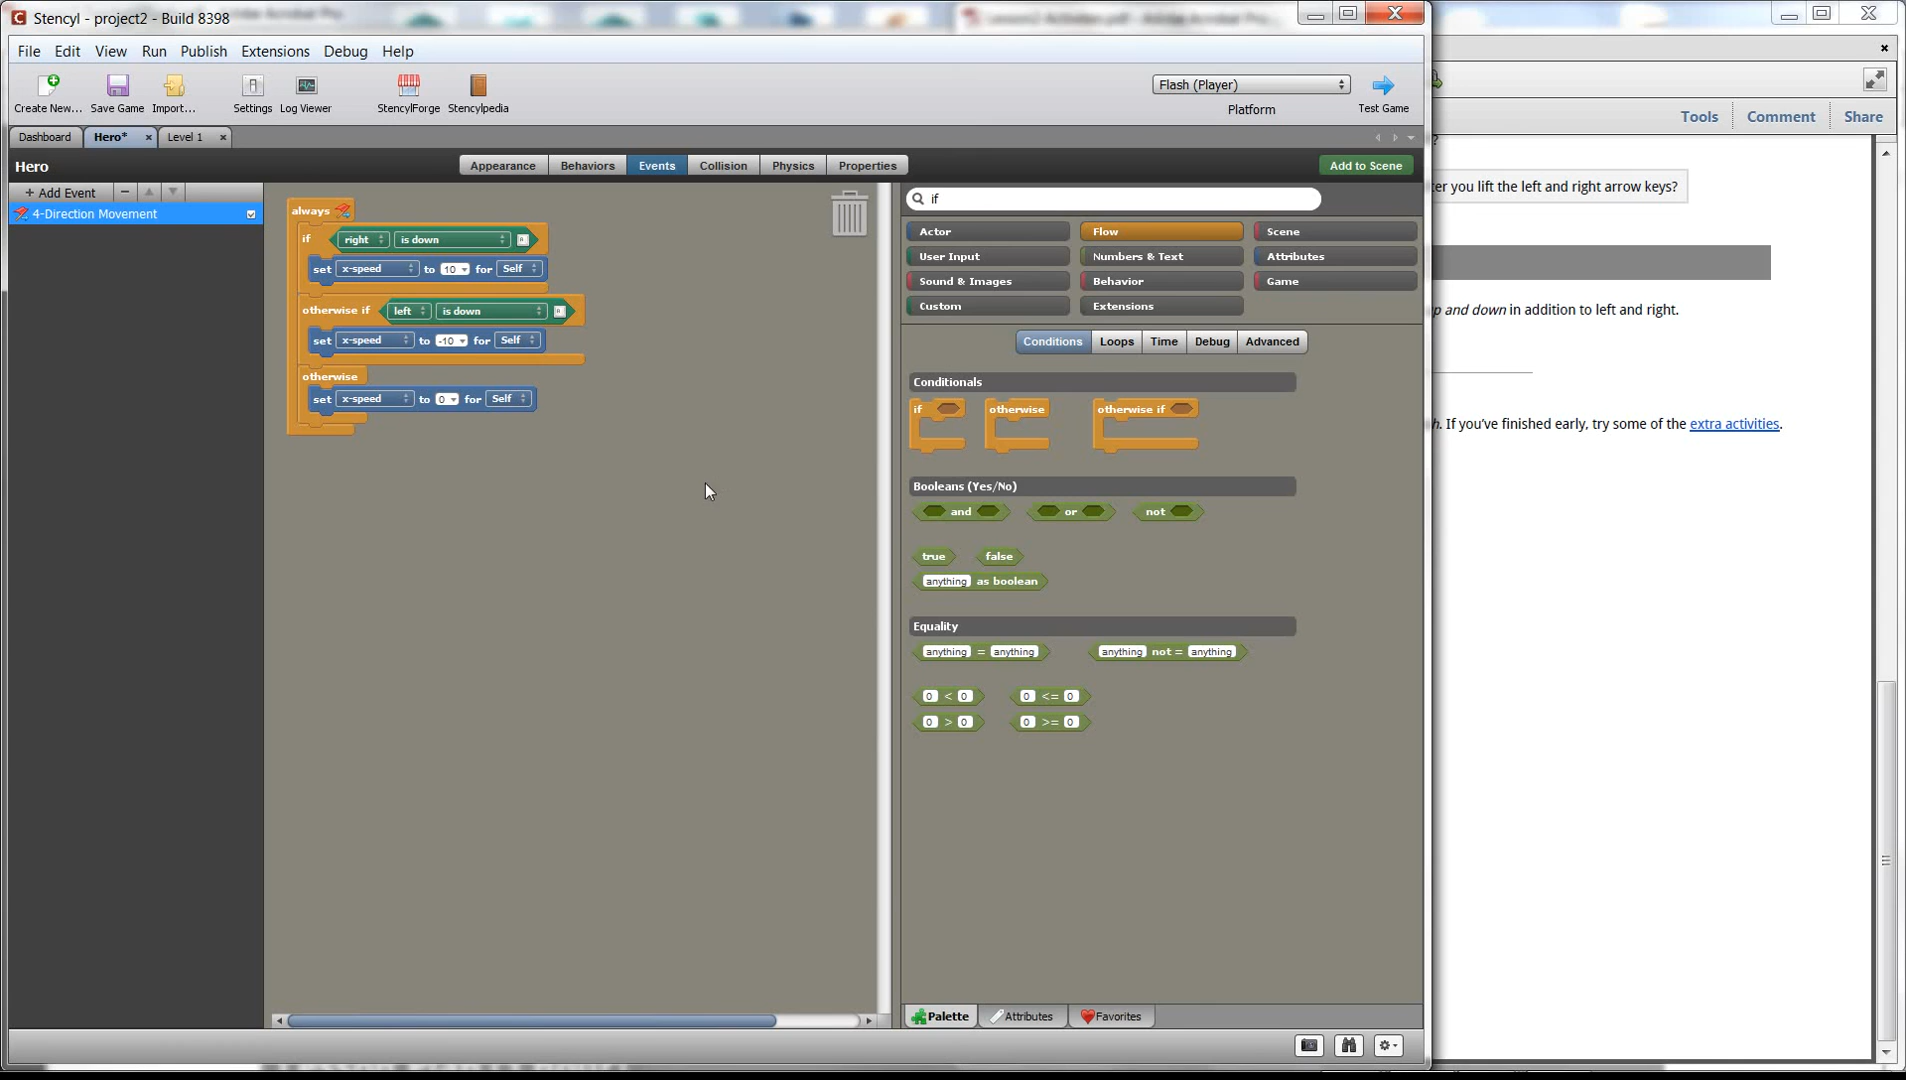 Stencyl - project2 - Build 8398
File Edit View Run Publish Extensions Debug Help
Create New... Save Game Import... Settings Log Viewer StencylForge Stencylpedia
Flash (Player)
Platform
Test Game
Tools Comment Share
Dashboard Hero* Level 1
Hero
Appearance Behaviors Events Collision Physics Properties
Add to Scene
+ Add Event
4-Direction Movement
always
if right is down
set x-speed to 10 for Self
otherwise if left is down
set x-speed to -10 for Self
otherwise
set x-speed to 0 for Self
if
Actor Flow Scene
User Input Numbers & Text Attributes
Sound & Images Behavior Game
Custom Extensions
Conditions Loops Time Debug Advanced
Conditionals
if otherwise otherwise if
Booleans (Yes/No)
and or not
true false
anything as boolean
Equality
anything = anything anything not = anything
0 < 0 0 <= 0
0 > 0 0 >= 0
Palette Attributes Favorites
?
er you lift the left and right arrow keys?
up and down in addition to left and right.
h. If you've finished early, try some of the extra activities.